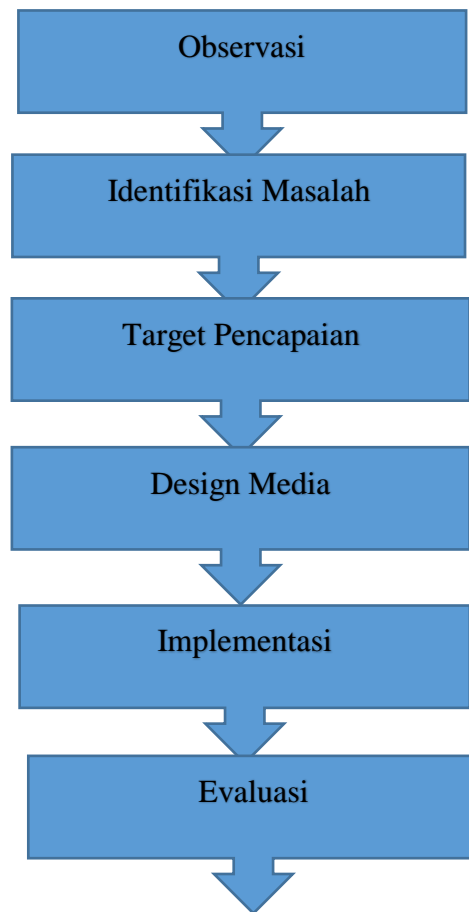 Observasi
Identifikasi Masalah
Target Pencapaian
Design Media
Implementasi
Evaluasi